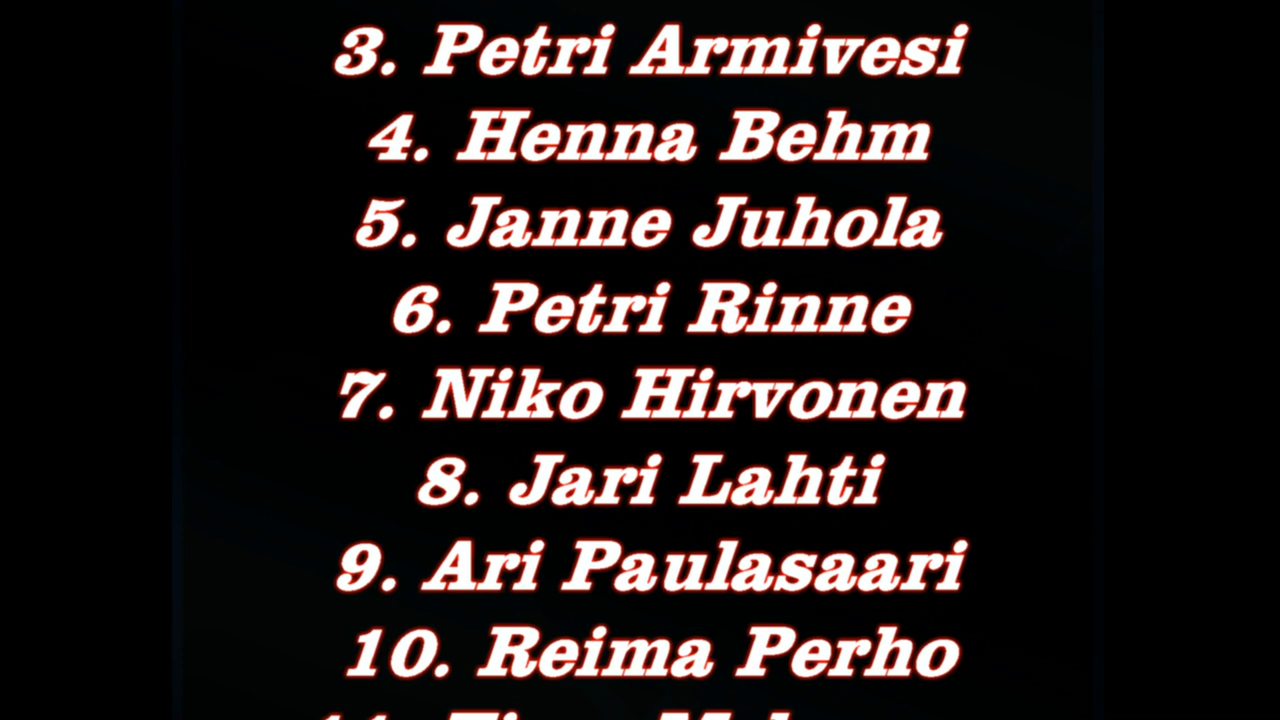 3. Petri Armivesi
4. Henna Behm
5. Janne Juhola
6. Petri Rinne
7. Niko Hirvonen
8. Jari Lahti
9. Ari Paulasaari
10. Reima Perho